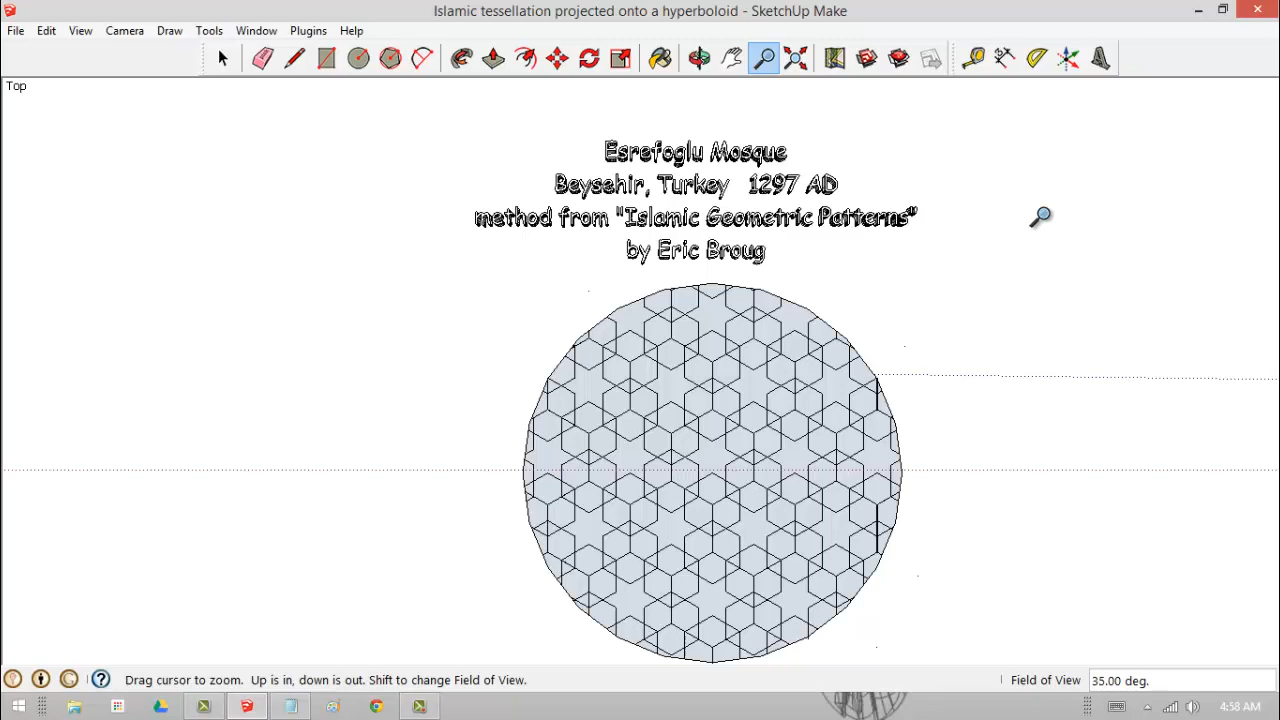 Islamic tessellation projected onto a hyperboloid - SketchUp Make
File Edit View Camera Draw Tools Window Plugins Help
Top
Esrefoglu Mosque
Beysehir, Turkey 1297 AD
method from "Islamic Geometric Patterns"
by Eric Broug
Drag cursor to zoom. Up is in, down is out. Shift to change Field of View.
Field of View 35.00 deg.
4:58 AM